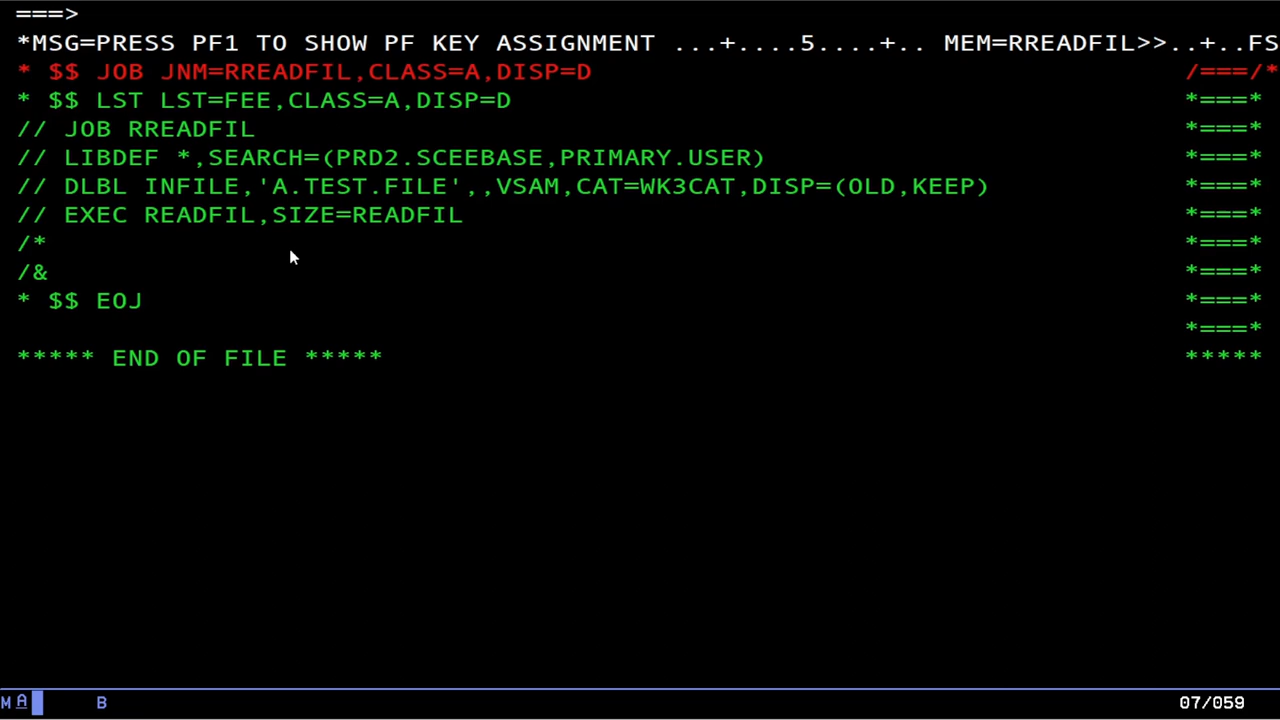 ===>
*MSG=PRESS PF1 TO SHOW PF KEY ASSIGNMENT ...+....5....+.. MEM=RREADFIL>>..+..FS
* $$ JOB JNM=RREADFIL,CLASS=A,DISP=D /===/*
* $$ LST LST=FEE,CLASS=A,DISP=D *===*
// JOB RREADFIL *===*
// LIBDEF *,SEARCH=(PRD2.SCEEBASE,PRIMARY.USER) *===*
// DLBL INFILE,'A.TEST.FILE',,VSAM,CAT=WK3CAT,DISP=(OLD,KEEP) *===*
// EXEC READFIL,SIZE=READFIL *===*
/* *===*
/& *===*
* $$ EOJ *===*
*===*
***** END OF FILE ***** *****
M A B 07/059